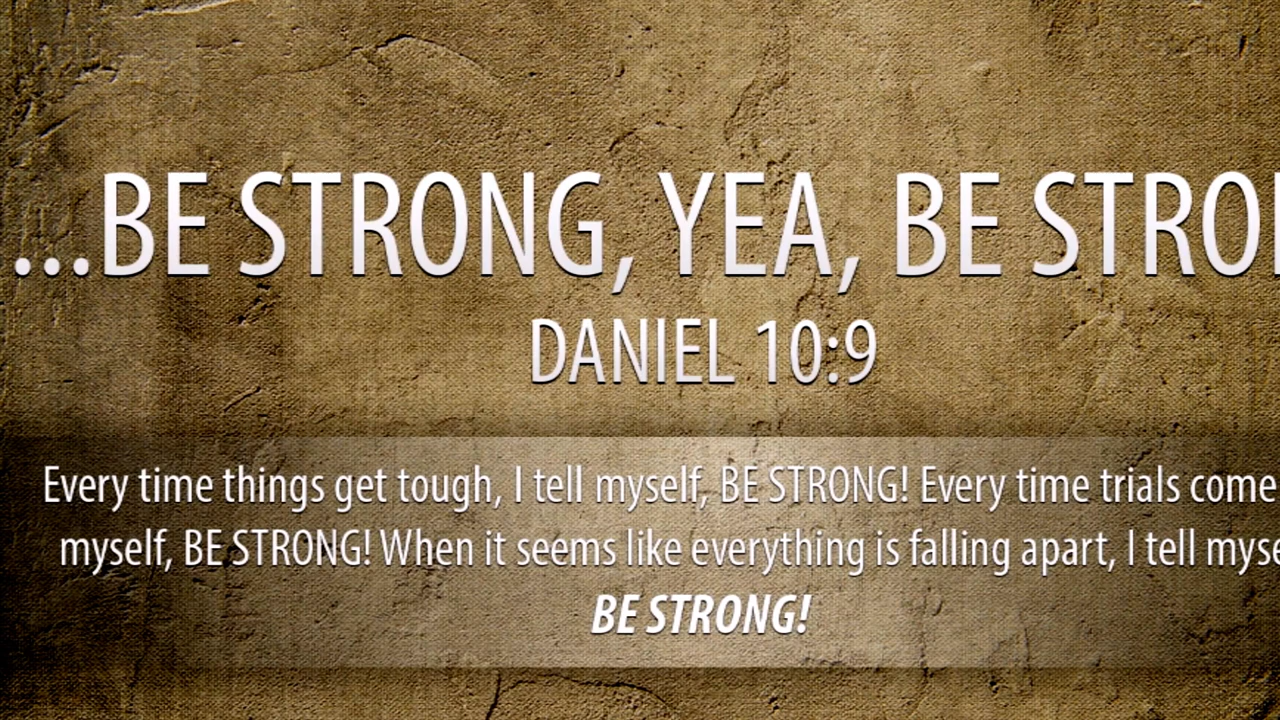 ...BE STRONG, YEA, BE STRO
DANIEL 10:9
Every time things get tough, I tell myself, BE STRONG! Every time trials come
myself, BE STRONG! When it seems like everything is falling apart, I tell myse
BE STRONG!